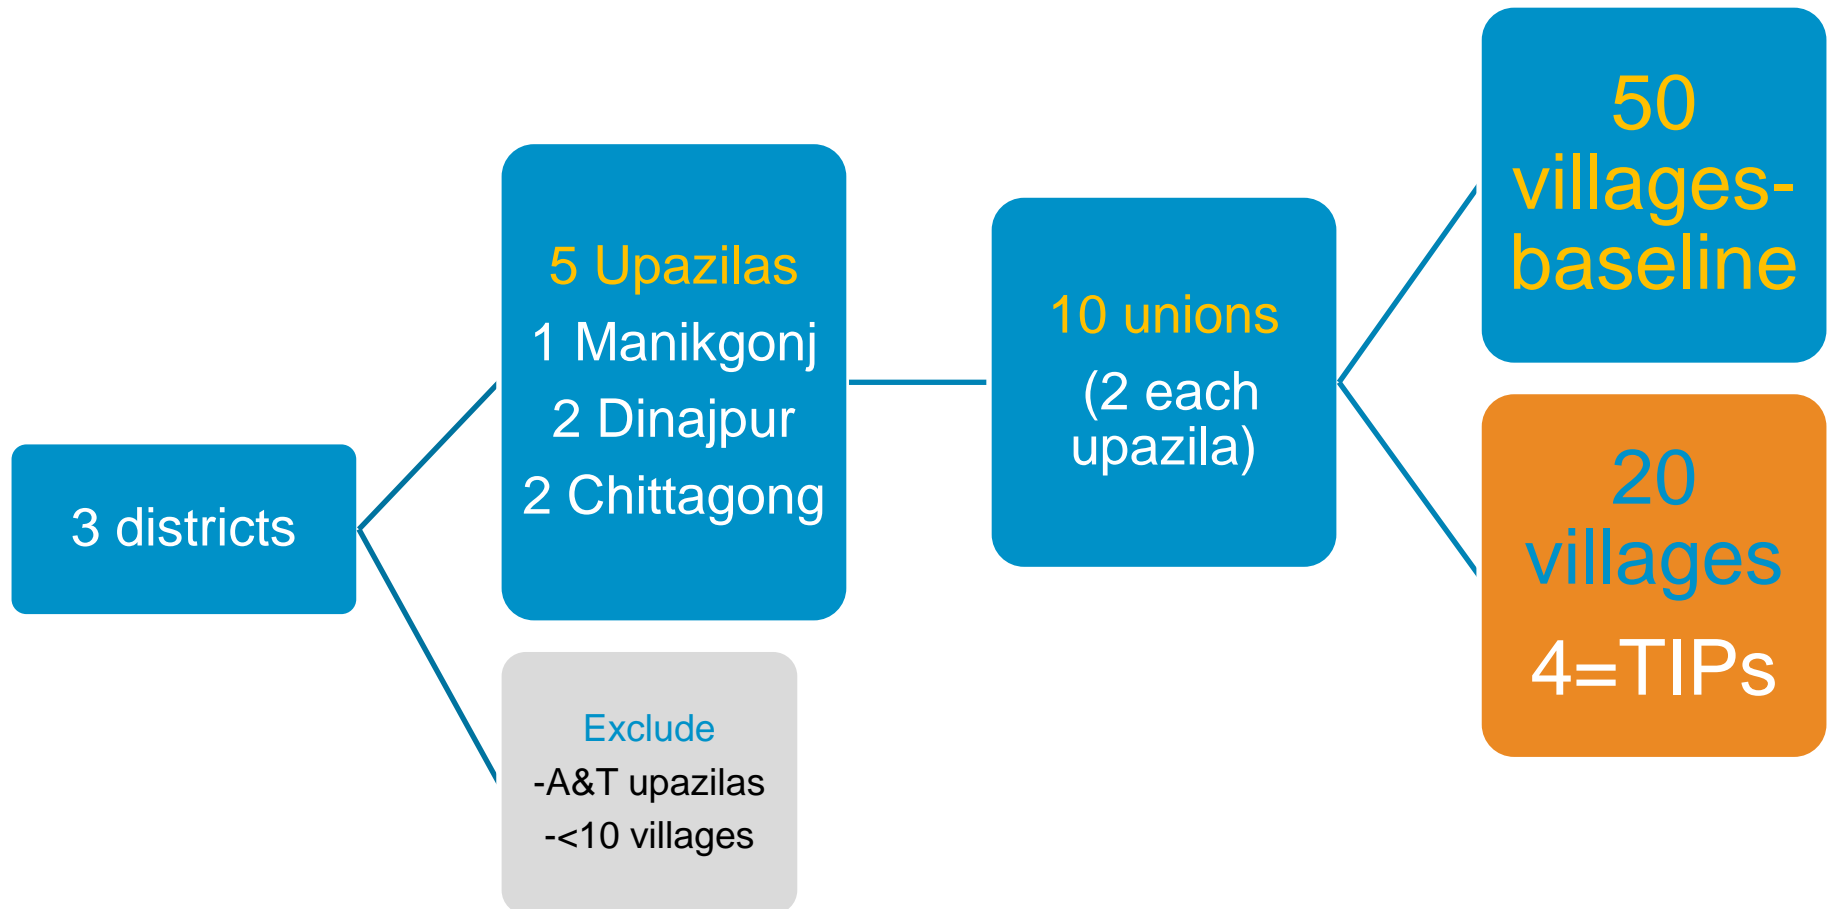 3 districts
5 Upazilas
1 Manikgonj
2 Dinajpur
2 Chittagong
Exclude
-A&T upazilas
-<10 villages
10 unions
(2 each
upazila)
50
villages-
baseline
20
villages
4=TIPs